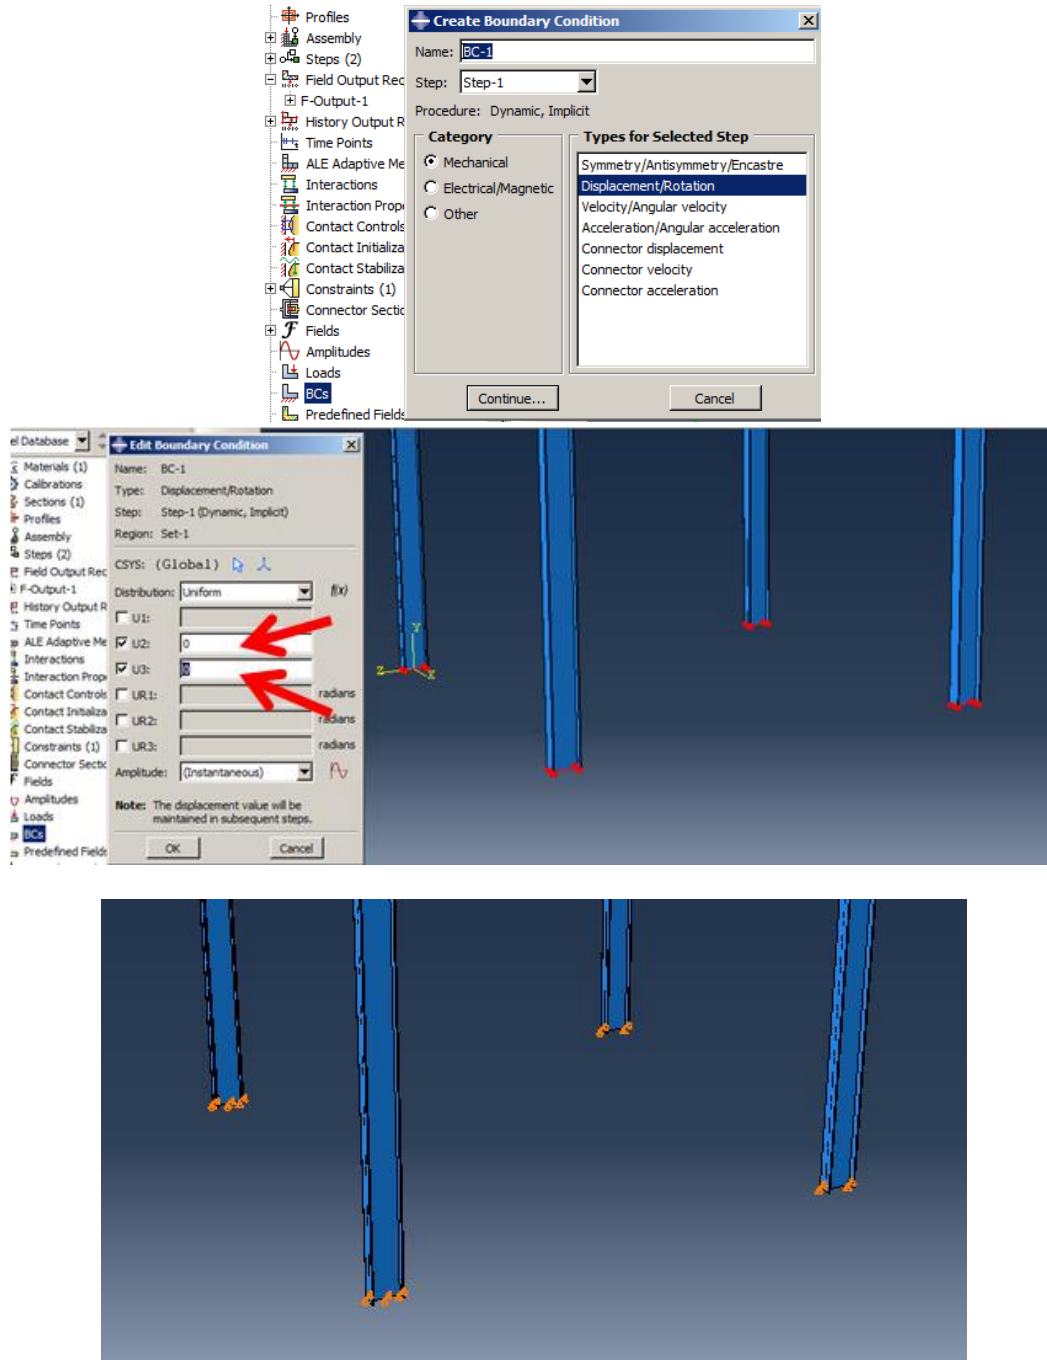 Profiles
Assembly
Steps (2)
Field Output Rec
F-Output-1
History Output R
Time Points
ALE Adaptive Me
Interactions
Interaction Prope
Contact Controls
Contact Initializa
Contact Stabiliza
Constraints (1)
Connector Sectic
Fields
Amplitudes
Loads
BCs
Predefined Fields
Create Boundary Condition
Name: BC-1
Step: Step-1
Procedure: Dynamic, Implicit
Category
Mechanical
Electrical/Magnetic
Other
Types for Selected Step
Symmetry/Antisymmetry/Encastre
Displacement/Rotation
Velocity/Angular velocity
Acceleration/Angular acceleration
Connector displacement
Connector velocity
Connector acceleration
Continue...
Cancel
el Database
Materials (1)
Calibrations
Sections (1)
Profiles
Assembly
Steps (2)
Field Output Rec
F-Output-1
History Output R
Time Points
ALE Adaptive Me
Interactions
Interaction Prop
Contact Controls
Contact Initializa
Contact Stabiliza
Constraints (1)
Connector Sectic
Fields
Amplitudes
Loads
BCs
Predefined Fields
Edit Boundary Condition
Name: BC-1
Type: Displacement/Rotation
Step: Step-1 (Dynamic, Implicit)
Region: Set-1
CSYS: (Global)
Distribution: Uniform f(x)
U1:
U2: 0
U3: 0
UR1: radians
UR2: radians
UR3: radians
Amplitude: (Instantaneous)
Note: The displacement value will be
maintained in subsequent steps.
OK
Cancel
Y
Z
X